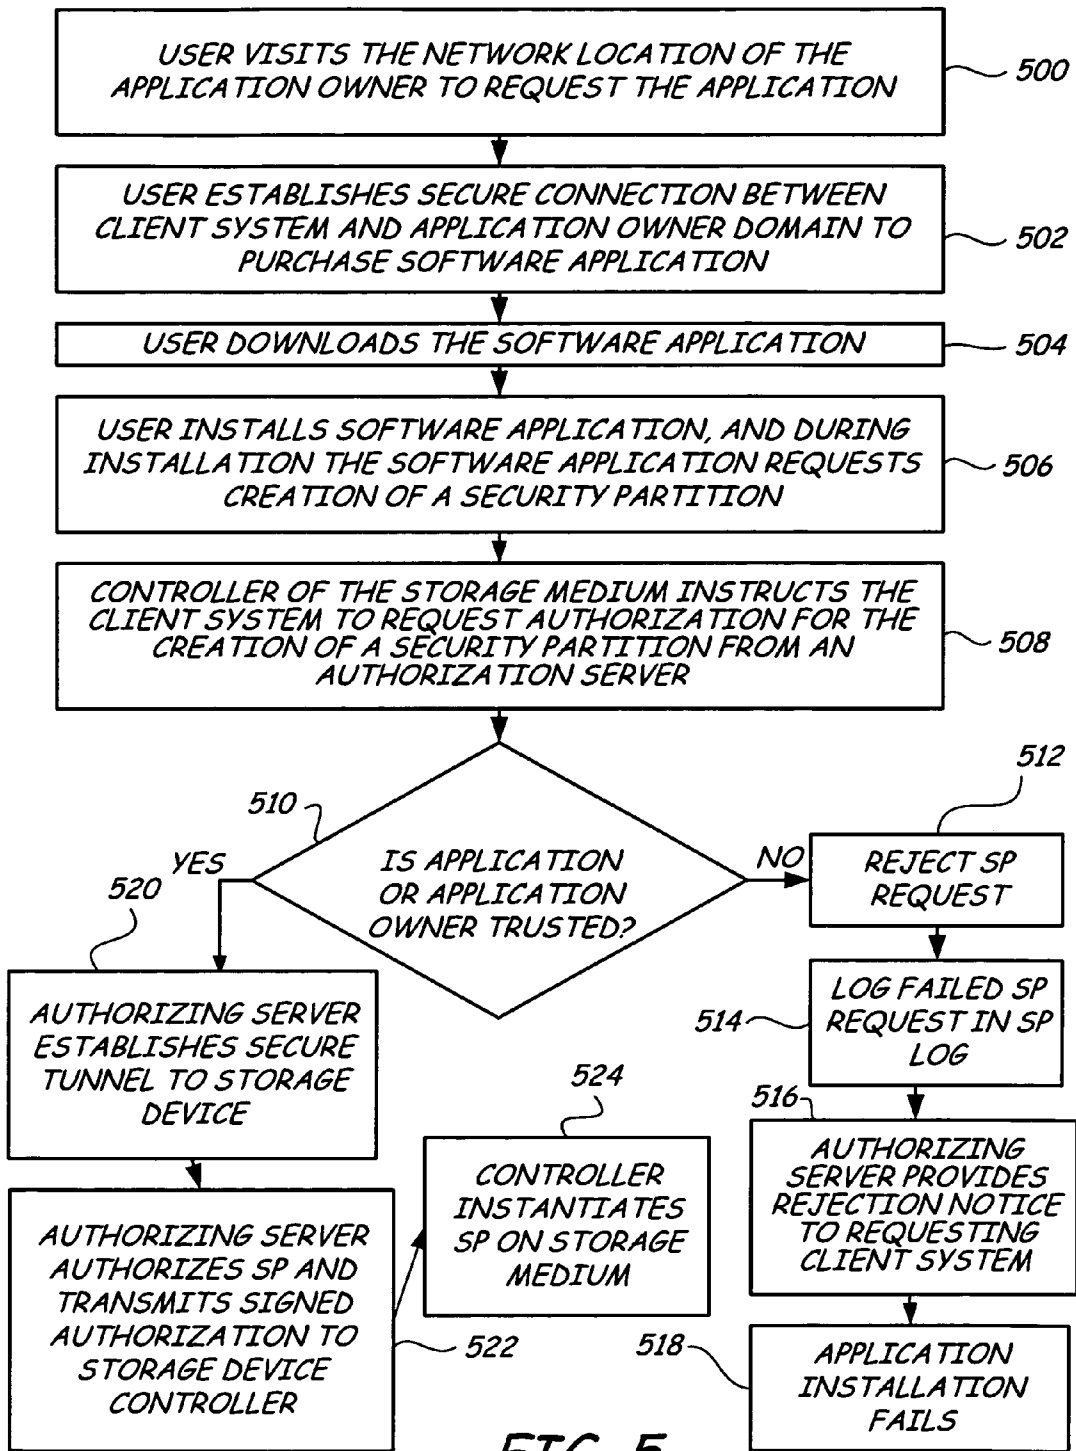 USER VISITS THE NETWORK LOCATION OF THE
APPLICATION OWNER TO REQUEST THE APPLICATION
500
USER ESTABLISHES SECURE CONNECTION BETWEEN
CLIENT SYSTEM AND APPLICATION OWNER DOMAIN TO
PURCHASE SOFTWARE APPLICATION
502
USER DOWNLOADS THE SOFTWARE APPLICATION
504
USER INSTALLS SOFTWARE APPLICATION, AND DURING
INSTALLATION THE SOFTWARE APPLICATION REQUESTS
CREATION OF A SECURITY PARTITION
506
CONTROLLER OF THE STORAGE MEDIUM INSTRUCTS THE
CLIENT SYSTEM TO REQUEST AUTHORIZATION FOR THE
CREATION OF A SECURITY PARTITION FROM AN
AUTHORIZATION SERVER
508
510
IS APPLICATION
OR APPLICATION
OWNER TRUSTED?
YES
NO
512
REJECT SP
REQUEST
514
LOG FAILED SP
REQUEST IN SP
LOG
516
AUTHORIZING
SERVER PROVIDES
REJECTION NOTICE
TO REQUESTING
CLIENT SYSTEM
518
APPLICATION
INSTALLATION
FAILS
520
AUTHORIZING SERVER
ESTABLISHES SECURE
TUNNEL TO STORAGE
DEVICE
AUTHORIZING SERVER
AUTHORIZES SP AND
TRANSMITS SIGNED
AUTHORIZATION TO
STORAGE DEVICE
CONTROLLER
522
524
CONTROLLER
INSTANTIATES
SP ON STORAGE
MEDIUM
FIG. 5